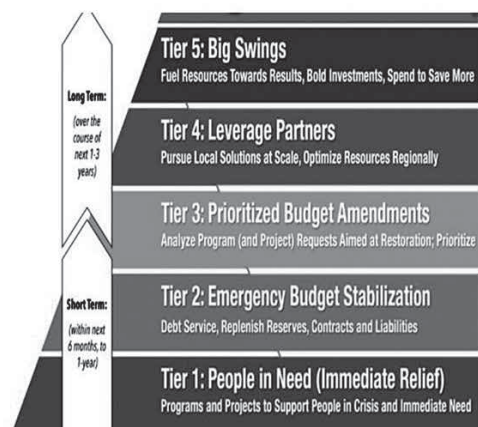 Tier 5: Big Swings
Fuel Resources Towards Results, Bold Investments, Spend to Save More
Long Term:
(over the
course of
next 1-3
years)
Tier 4: Leverage Partners
Pursue Local Solutions at Scale, Optimize Resources Regionally
Tier 3: Prioritized Budget Amendments
Analyze Program (and Project) Requests Aimed at Restoration; Prioritize
Short Term:
(within next
6 months, to
1-year)
Tier 2: Emergency Budget Stabilization
Debt Service, Replenish Reserves, Contracts and Liabilities
Tier 1: People in Need (Immediate Relief)
Programs and Projects to Support People in Crisis and Immediate Need